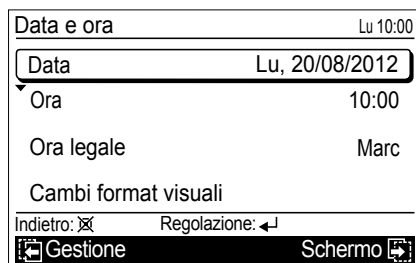 Data e ora Lu 10:00
Data Lu, 20/08/2012
Ora 10:00
Ora legale Marc
Cambi format visuali
Indietro: Regolazione:
Gestione Schermo